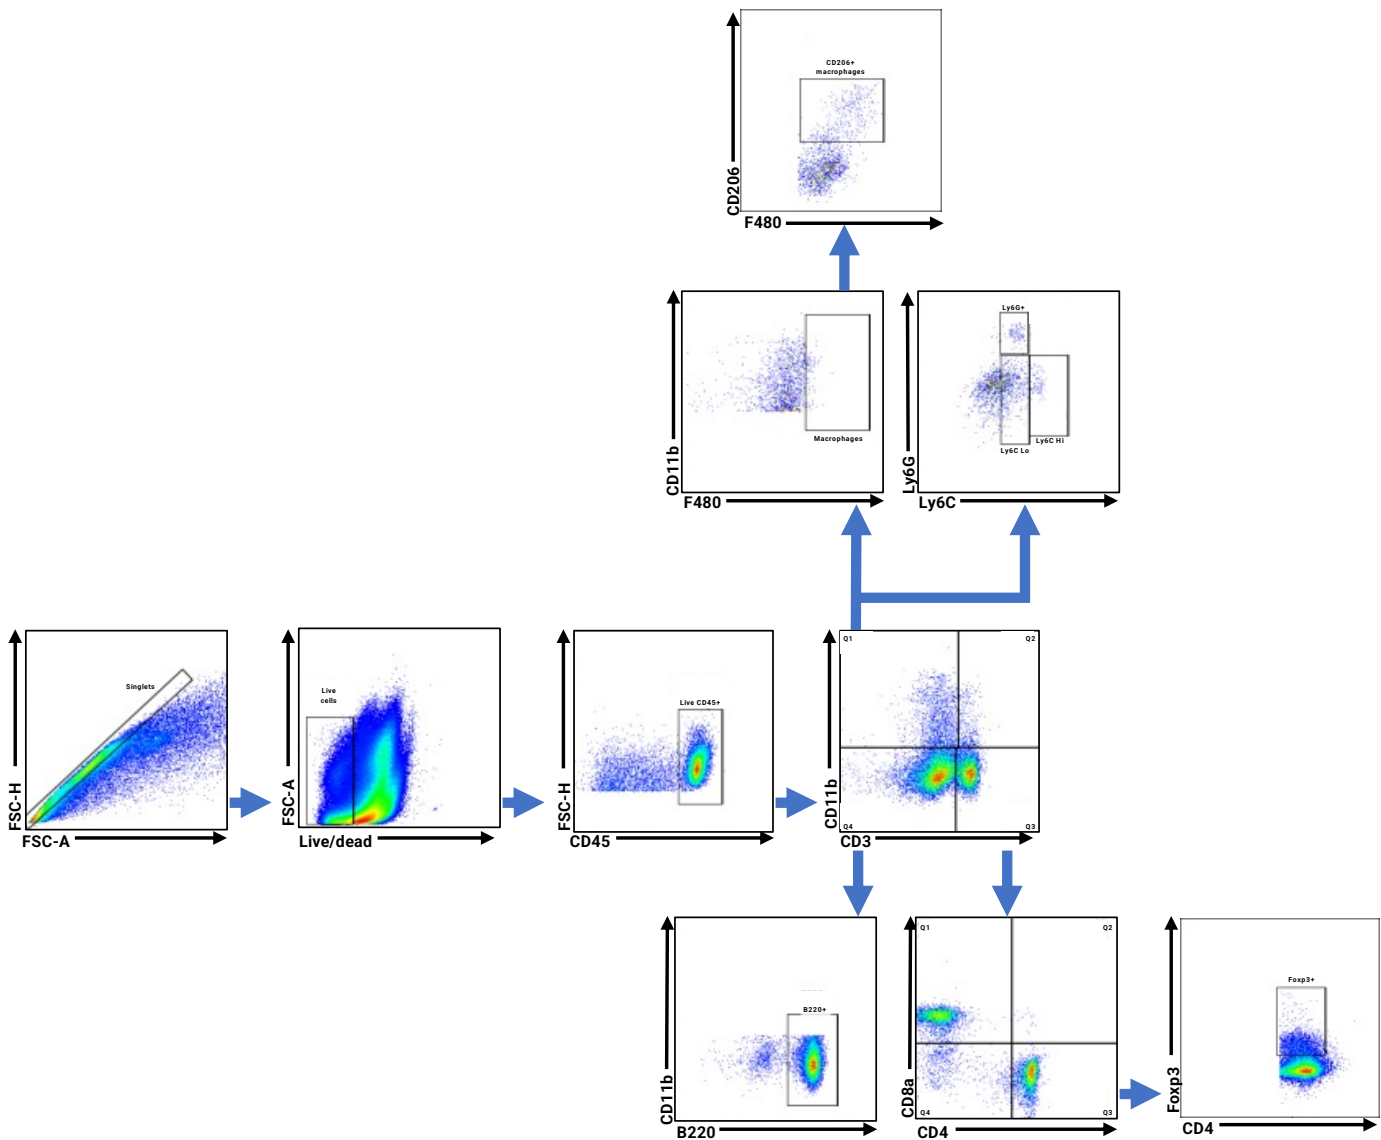 CD206+
macrophages
CD206
F480
Macrophages
CD11b
F480
Ly6G+
Ly6C Hi
Ly6C Lo
Ly6G
Ly6C
Singlets
FSC-H
FSC-A
Live
cells
FSC-A
Live/dead
Live CD45+
FSC-H
CD45
Q1
Q2
Q4
Q3
CD11b
CD3
B220+
CD11b
B220
Q1
Q2
Q4
Q3
CD8a
CD4
Foxp3+
Foxp3
CD4